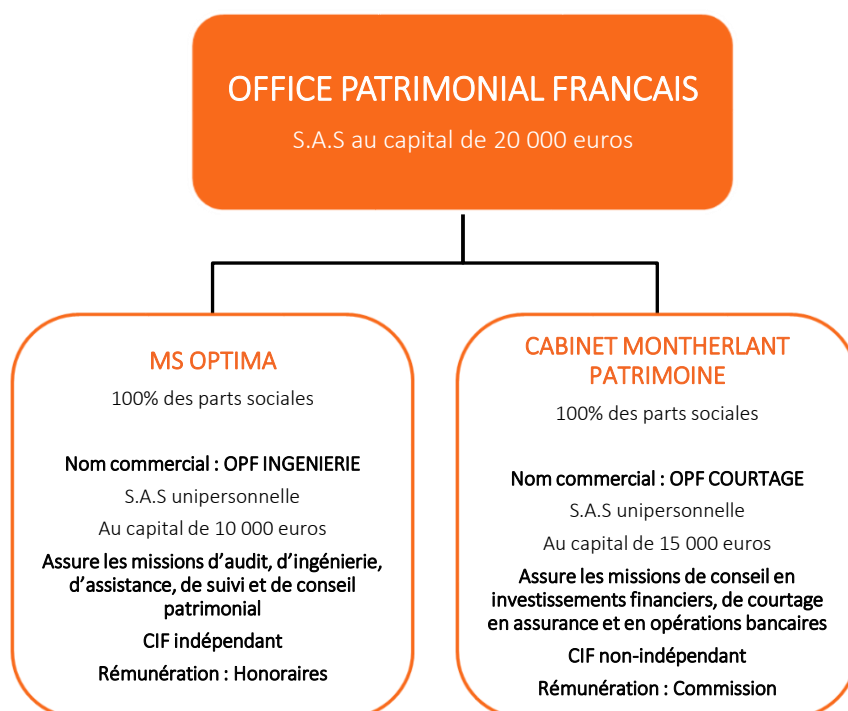 OFFICE PATRIMONIAL FRANCAIS
S.A.S au capital de 20 000 euros
MS OPTIMA
100% des parts sociales
Nom commercial : OPF INGENIERIE
S.A.S unipersonnelle
Au capital de 10 000 euros
Assure les missions d’audit, d’ingénierie,
d’assistance, de suivi et de conseil
patrimonial
CIF indépendant
Rémunération : Honoraires
CABINET MONTHERLANT
PATRIMOINE
100% des parts sociales
Nom commercial : OPF COURTAGE
S.A.S unipersonnelle
Au capital de 15 000 euros
Assure les missions de conseil en
investissements financiers, de courtage
en assurance et en opérations bancaires
CIF non-indépendant
Rémunération : Commission